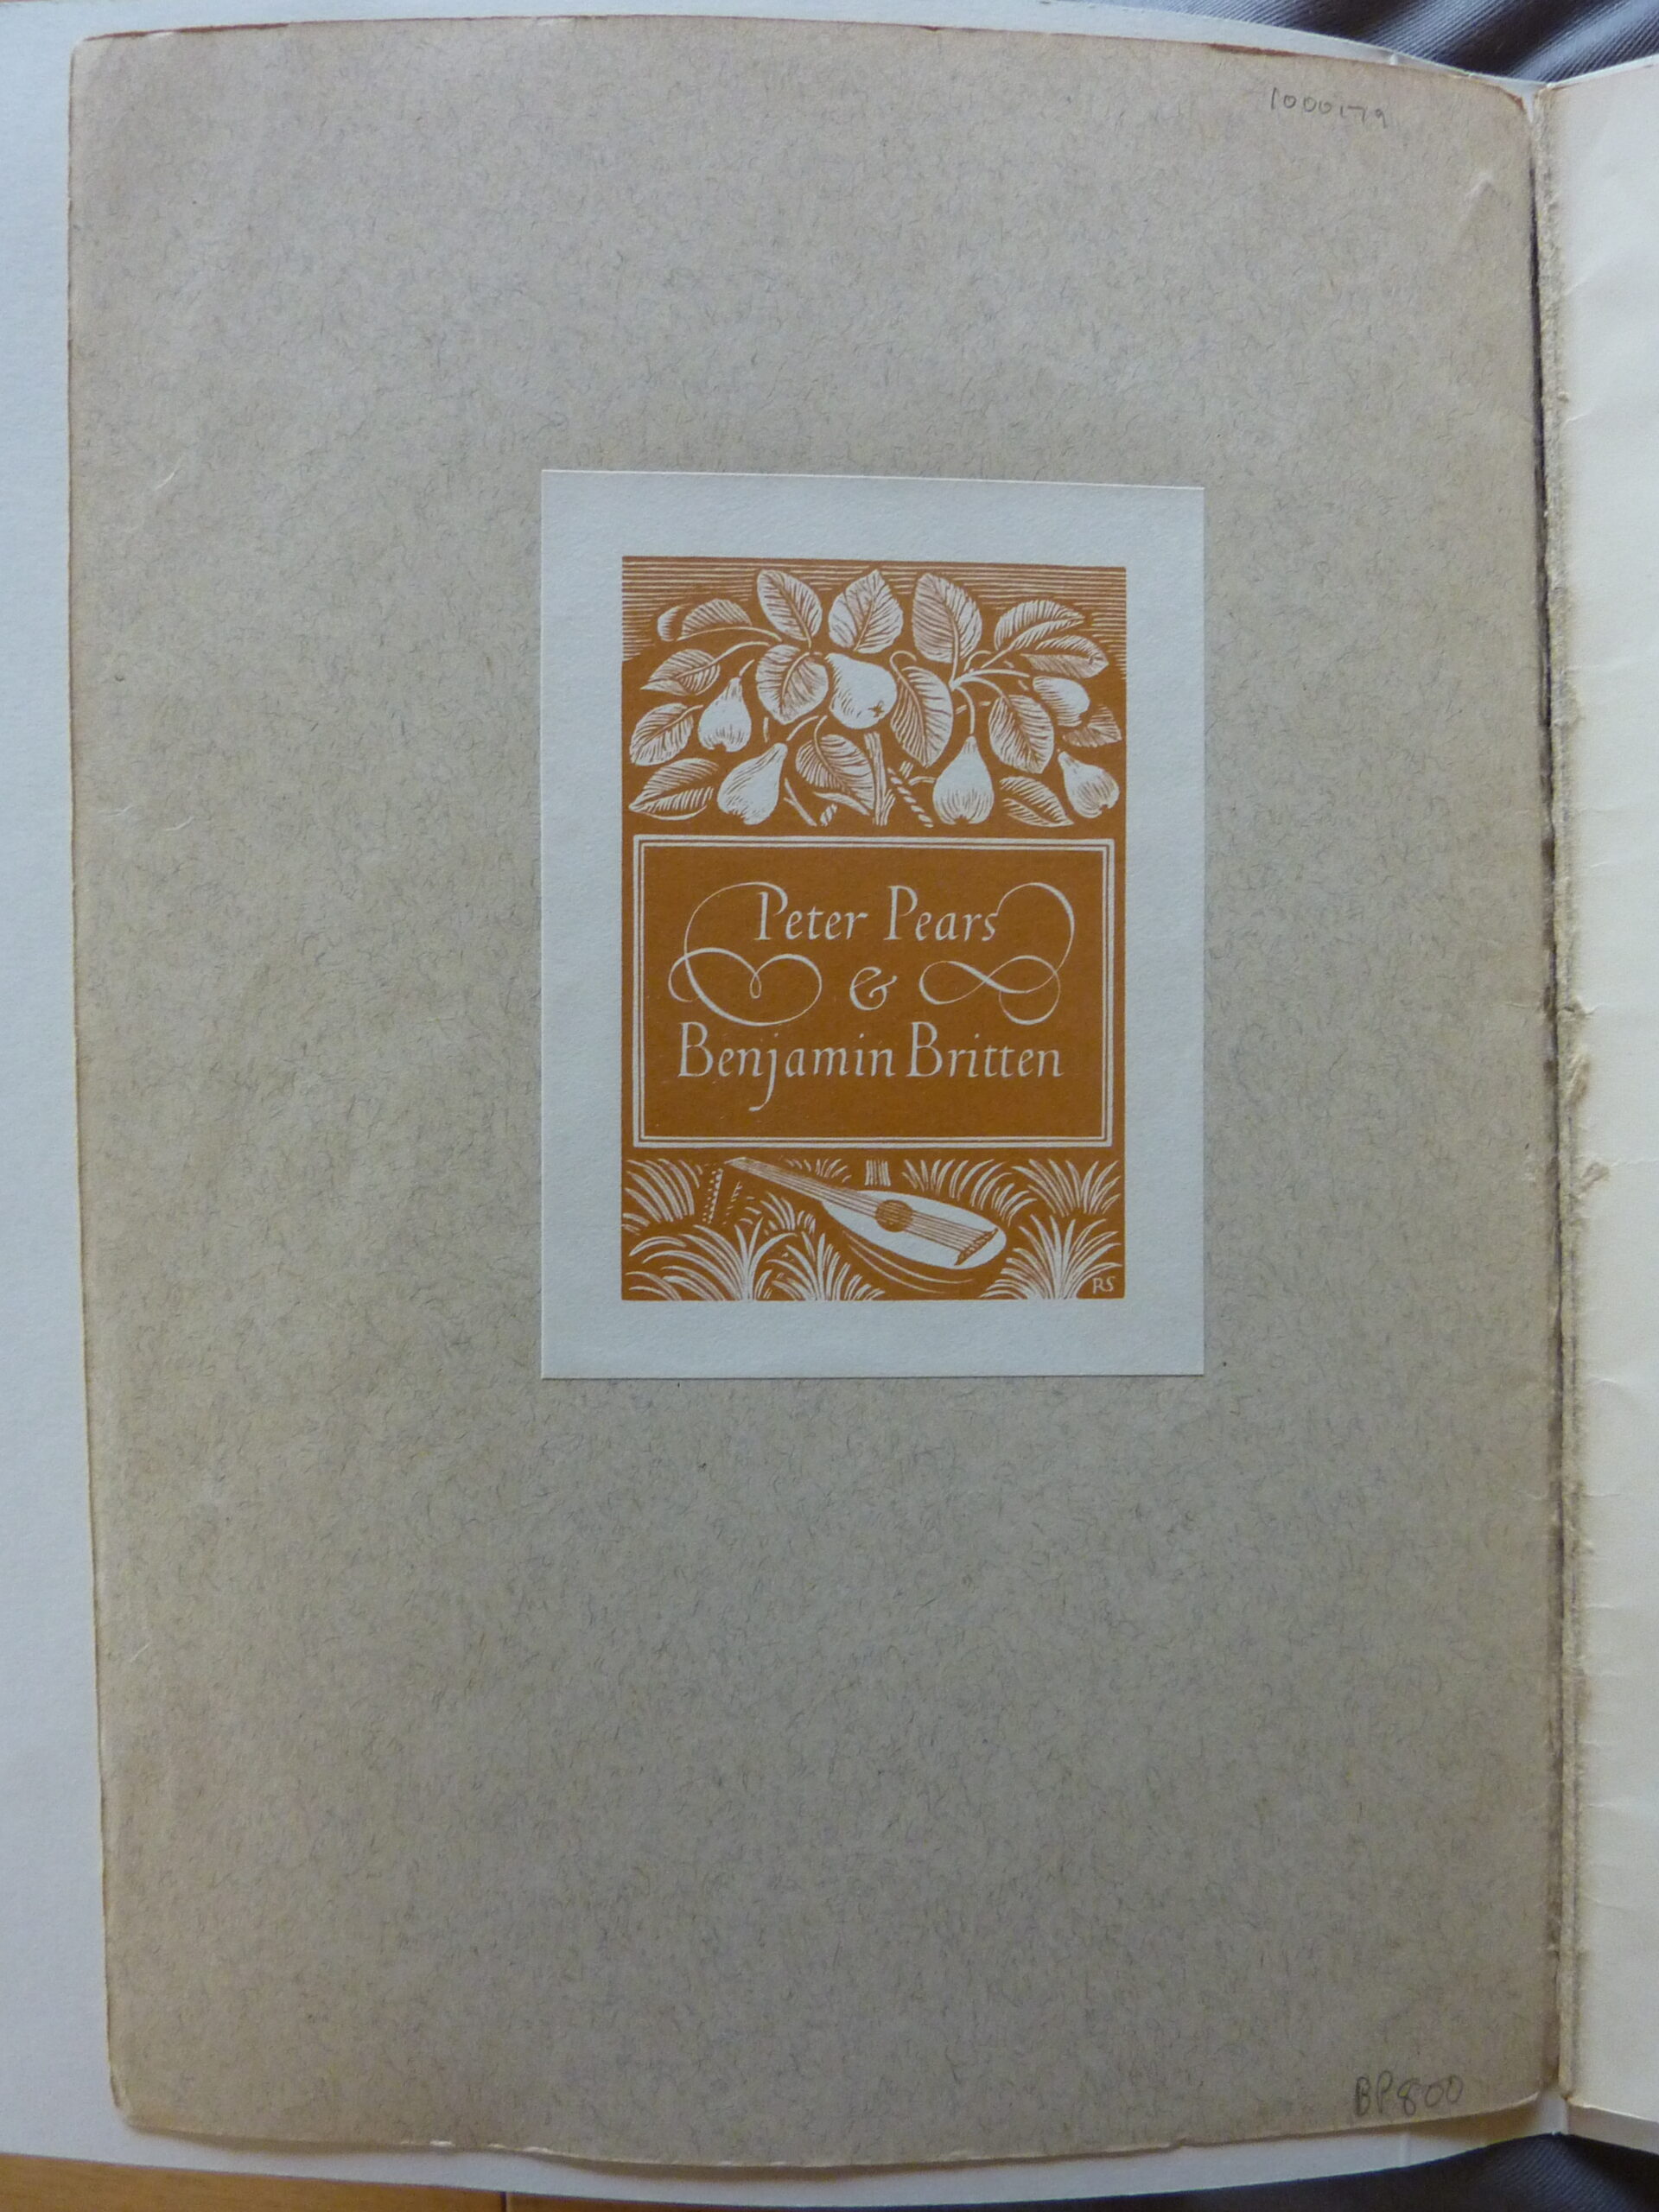 1000179
Peter Pears
&
Benjamin Britten
RS
BP800